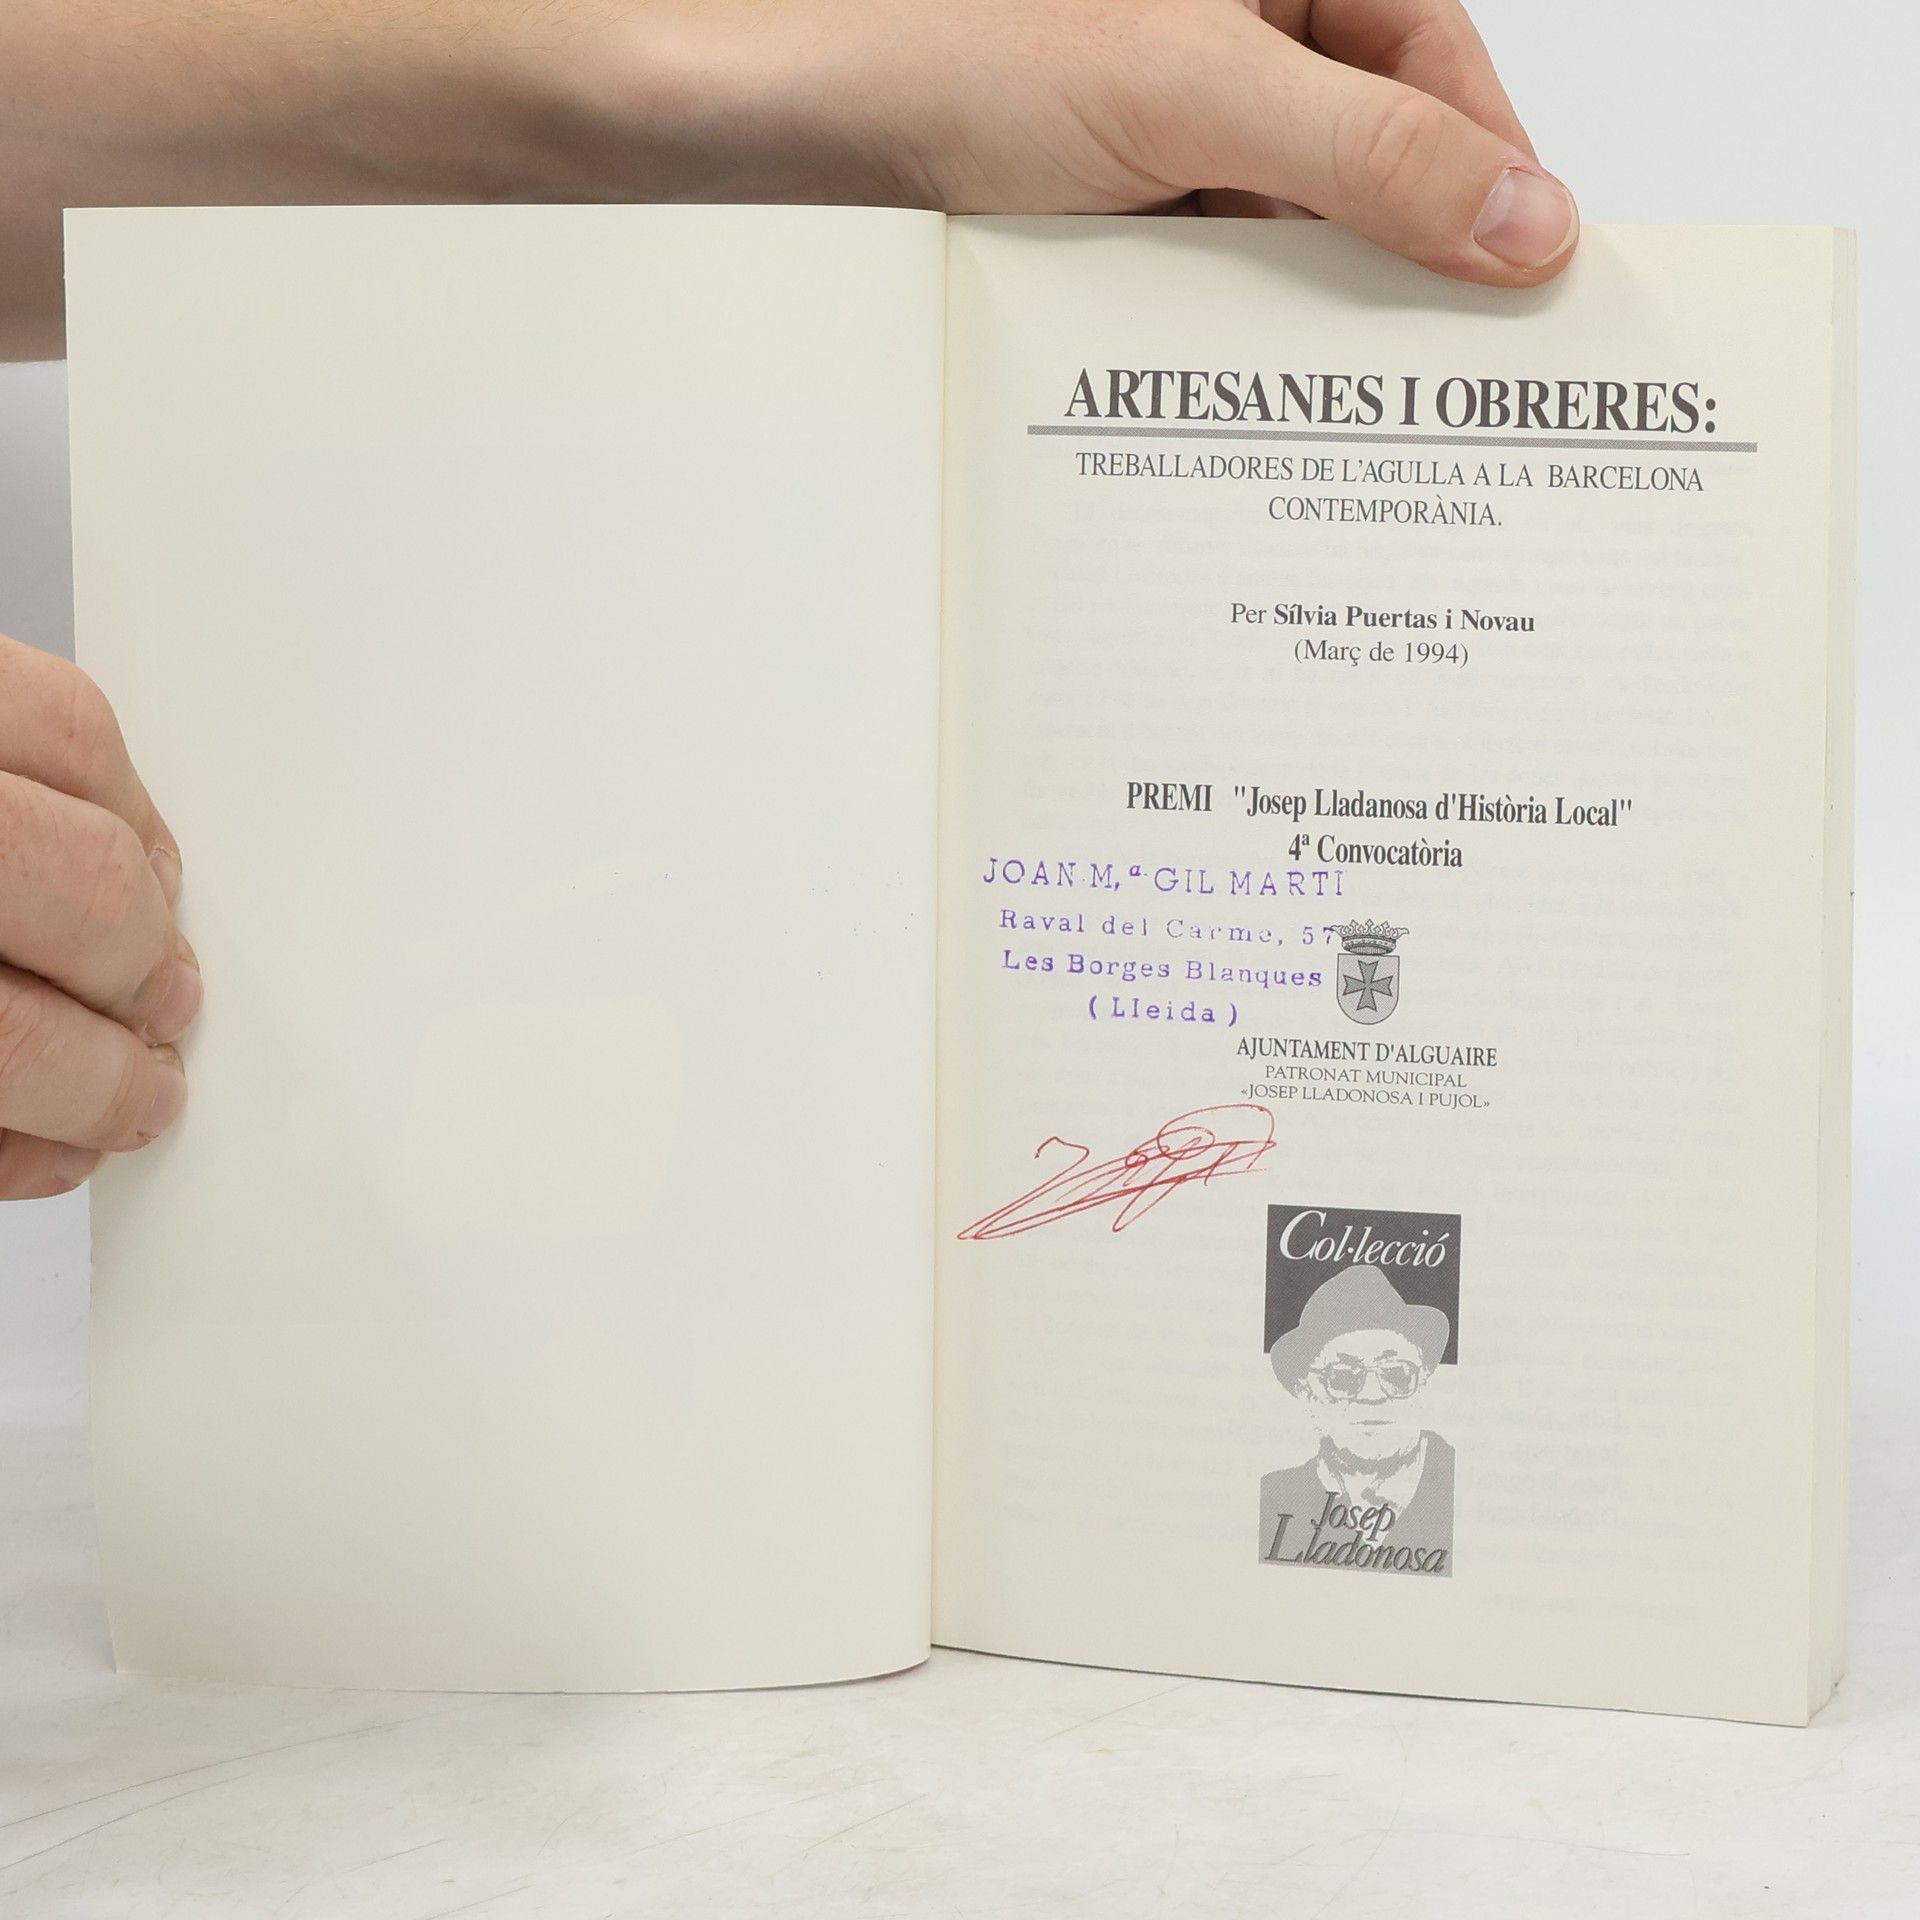 ARTESANES I OBRERES:
TREBALLADORES DE L'AGULLA A LA BARCELONA
CONTEMPORÀNIA.
Per Sílvia Puertas i Novau
(Març de 1994)
PREMI "Josep Lladanosa d'Història Local"
4ª Convocatòria
JOAN M,ª GIL MARTI
Raval del Carme, 57
Les Borges Blanques
(Lleida)
AJUNTAMENT D'ALGUAIRE
PATRONAT MUNICIPAL
«JOSEP LLADONOSA I PUJOL»
Col·lecció
Josep
Lladonosa